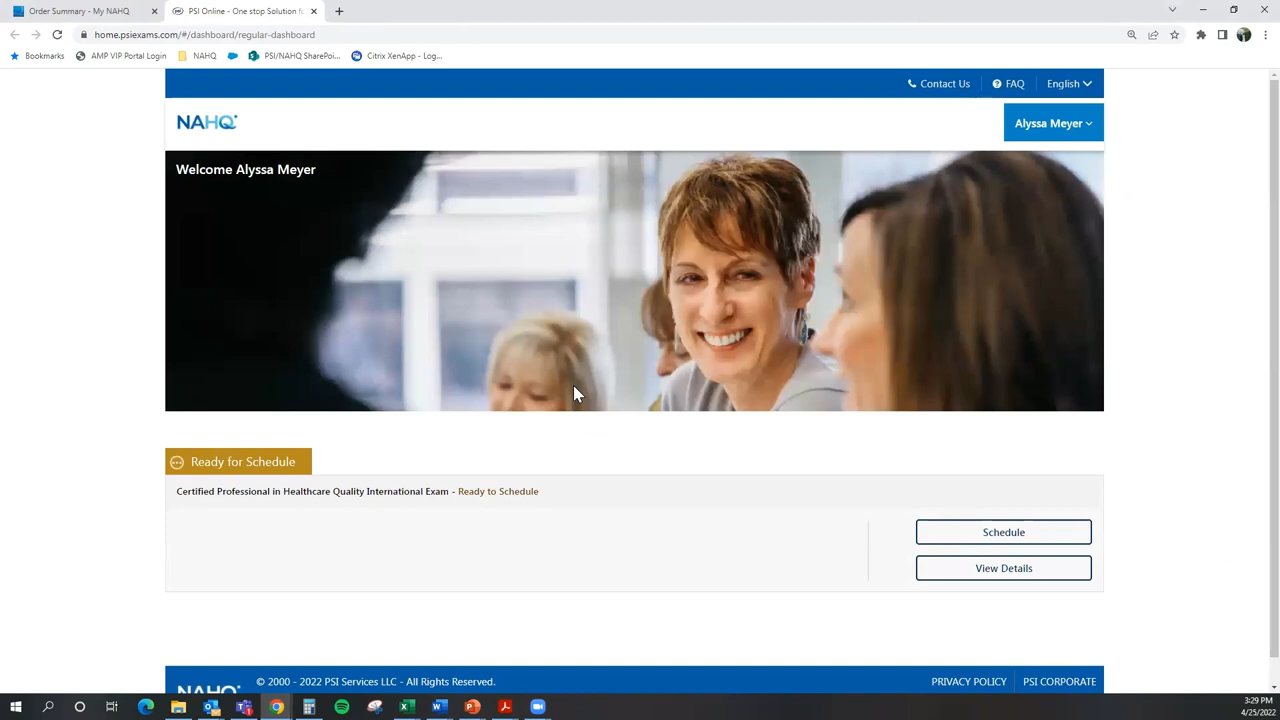 Order Summary - My NAHQ
PSI Online - One stop Solution fo
home.psiexams.com/#/dashboard/regular-dashboard
Bookmarks
AMP VIP Portal Login
NAHQ
PSI/NAHQ SharePoi...
Citrix XenApp - Log...
Contact Us
FAQ
English
NAHQ
Alyssa Meyer
Welcome Alyssa Meyer
Ready for Schedule
Certified Professional in Healthcare Quality International Exam - Ready to Schedule
Schedule
View Details
NAHQ
© 2000 - 2022 PSI Services LLC - All Rights Reserved.
PRIVACY POLICY
PSI CORPORATE
3:29 PM
4/25/2022